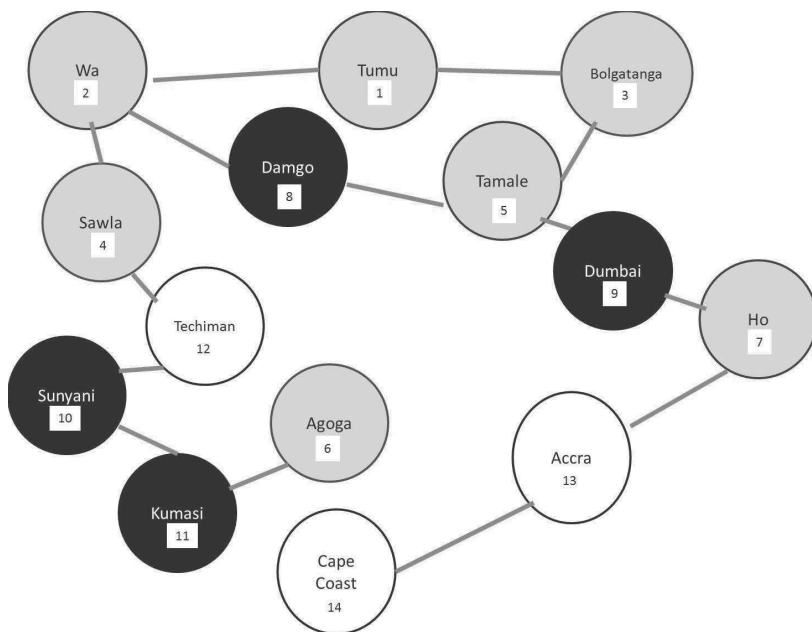 Wa
2
Tumu
1
Bolgatanga
3
Damgo
8
Tamale
5
Sawla
4
Dumbai
9
Techiman
12
Ho
7
Sunyani
10
Agoga
6
Accra
13
Kumasi
11
Cape
Coast
14